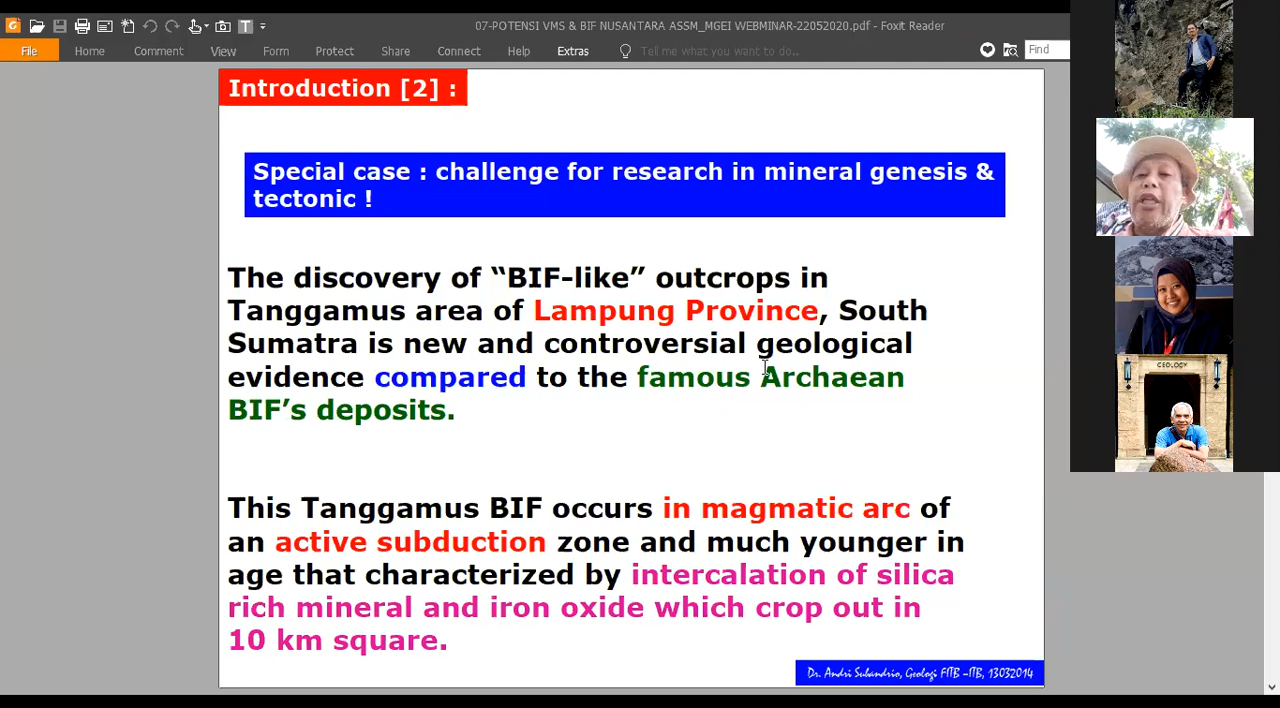 07-POTENSI VMS & BIF NUSANTARA ASSM_MGEI WEBMINAR-22052020.pdf - Foxit Reader
File Home Comment View Form Protect Share Connect Help Extras Tell me what you want to do.. Find
Introduction [2] :
Special case : challenge for research in mineral genesis &
tectonic !
The discovery of “BIF-like” outcrops in
Tanggamus area of Lampung Province, South
Sumatra is new and controversial geological
evidence compared to the famous Archaean
BIF’s deposits.
This Tanggamus BIF occurs in magmatic arc of
an active subduction zone and much younger in
age that characterized by intercalation of silica
rich mineral and iron oxide which crop out in
10 km square.
Dr. Andri Subandrio, Geologi FITB -ITB, 13032014
GEOLOGY